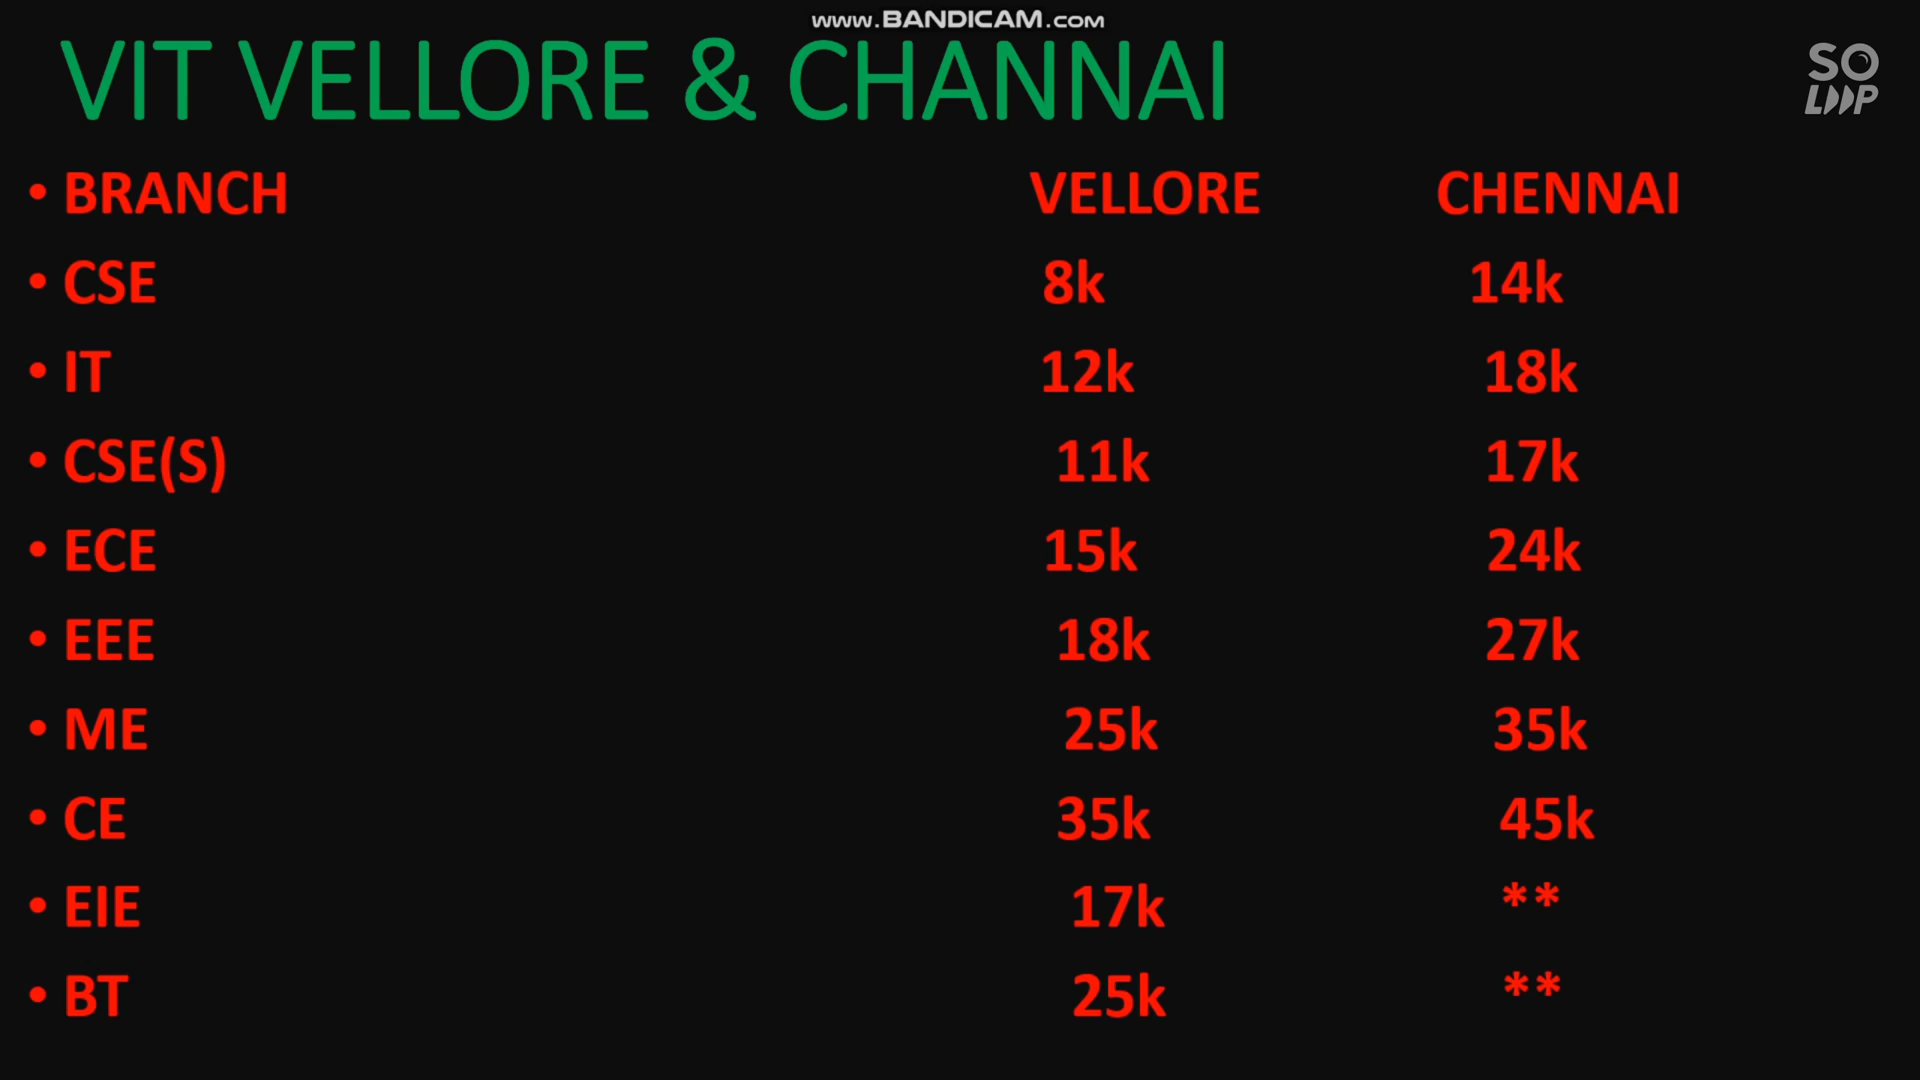 www.BANDICAM.com
VIT VELLORE & CHANNAI
SO
LOOP
• BRANCH VELLORE CHENNAI
• CSE 8k 14k
• IT 12k 18k
• CSE(S) 11k 17k
• ECE 15k 24k
• EEE 18k 27k
• ME 25k 35k
• CE 35k 45k
• EIE 17k **
• BT 25k **